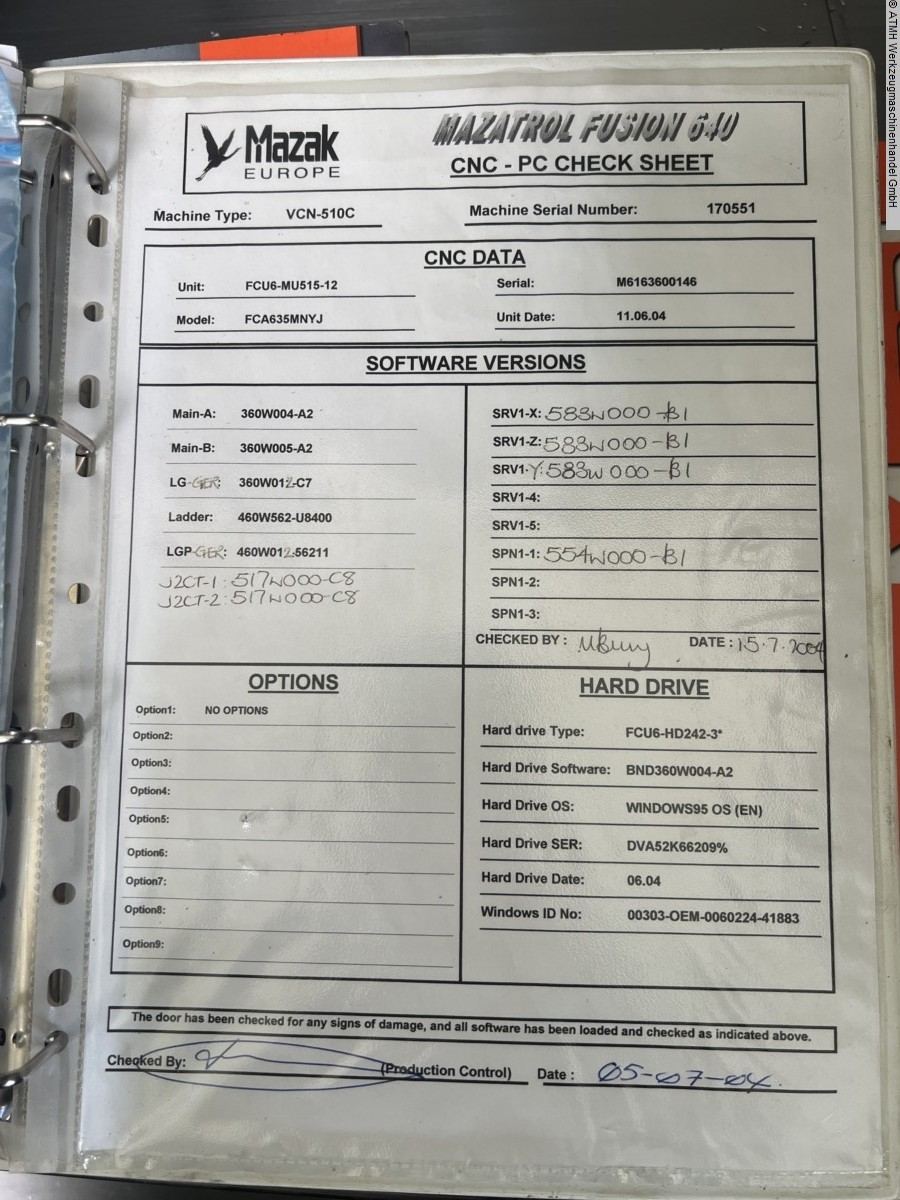 © ATMH Werkzeugmaschinenhandel GmbH
Mazak
EUROPE
MAZATROL FUSION 640
CNC - PC CHECK SHEET
Machine Type: VCN-510C
Machine Serial Number: 170551
CNC DATA
Unit: FCU6-MU515-12
Serial: M6163600146
Model: FCA635MNYJ
Unit Date: 11.06.04
SOFTWARE VERSIONS
Main-A: 360W004-A2
Main-B: 360W005-A2
LG-GER: 360W012-C7
Ladder: 460W562-U8400
LGP-GER: 460W012-56211
J2CT-1: 517W000-C8
J2CT-2: 517W000-C8
SRV1-X: 583W000-B1
SRV1-Z: 583W000-B1
SRV1-Y: 583W000-B1
SRV1-4:
SRV1-5:
SPN1-1: 554W000-B1
SPN1-2:
SPN1-3:
CHECKED BY: DATE: 15.7.2004
OPTIONS
Option1: NO OPTIONS
Option2:
Option3:
Option4:
Option5:
Option6:
Option7:
Option8:
Option9:
HARD DRIVE
Hard drive Type: FCU6-HD242-3*
Hard Drive Software: BND360W004-A2
Hard Drive OS: WINDOWS95 OS (EN)
Hard Drive SER: DVA52K66209%
Hard Drive Date: 06.04
Windows ID No: 00303-OEM-0060224-41883
The door has been checked for any signs of damage, and all software has been loaded and checked as indicated above.
Checked By: (Production Control) Date: 05-07-04.